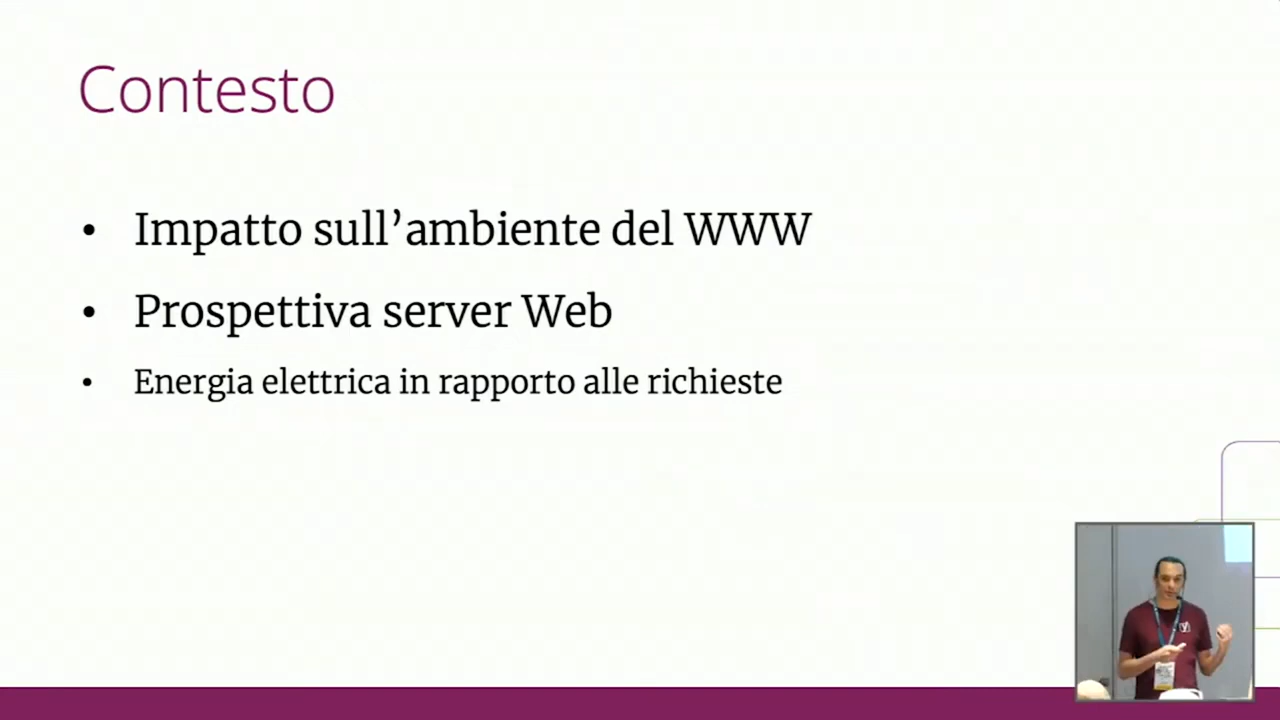 Contesto
• Impatto sull’ambiente del WWW
• Prospettiva server Web
• Energia elettrica in rapporto alle richieste